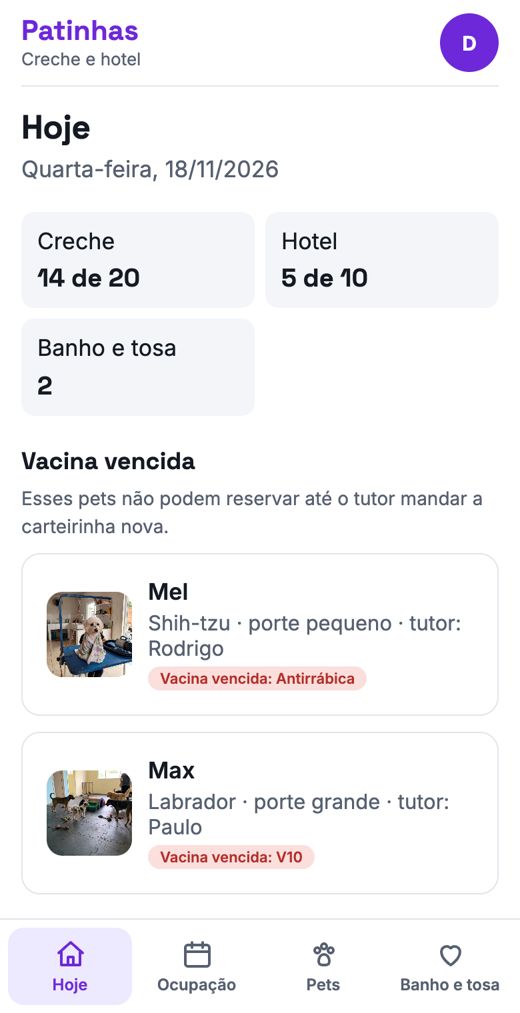 Patinhas
Creche e hotel
D
Hoje
Quarta-feira, 18/11/2026
Creche
14 de 20
Hotel
5 de 10
Banho e tosa
2
Vacina vencida
Esses pets não podem reservar até o tutor mandar a
carteirinha nova.
Mel
Shih-tzu · porte pequeno · tutor:
Rodrigo
Vacina vencida: Antirrábica
Max
Labrador · porte grande · tutor:
Paulo
Vacina vencida: V10
Hoje
Ocupação
Pets
Banho e tosa